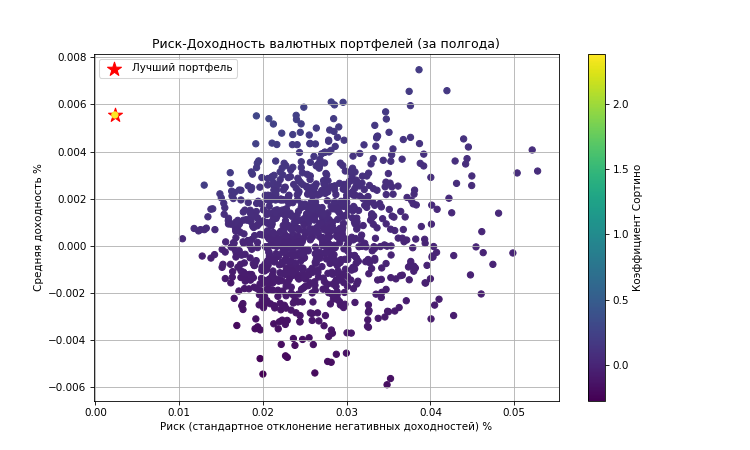 Риск-Доходность валютных портфелей (за полгода)
Лучший портфель
0.008
0.006
0.004
0.002
0.000
−0.002
−0.004
−0.006
Средняя доходность %
0.00 0.01 0.02 0.03 0.04 0.05
Риск (стандартное отклонение негативных доходностей) %
2.0
1.5
1.0
0.5
0.0
Коэффициент Сортино